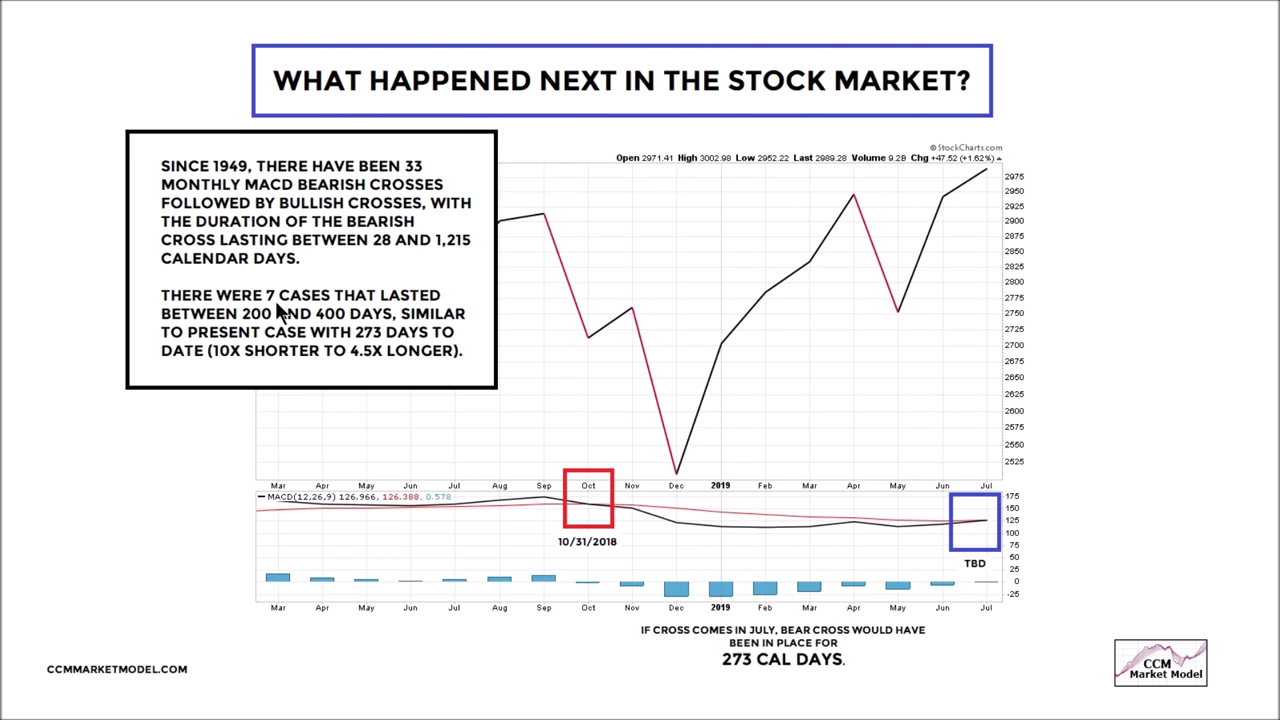 WHAT HAPPENED NEXT IN THE STOCK MARKET?
SINCE 1949, THERE HAVE BEEN 33
MONTHLY MACD BEARISH CROSSES
FOLLOWED BY BULLISH CROSSES, WITH
THE DURATION OF THE BEARISH
CROSS LASTING BETWEEN 28 AND 1,215
CALENDAR DAYS.
THERE WERE 7 CASES THAT LASTED
BETWEEN 200 AND 400 DAYS, SIMILAR
TO PRESENT CASE WITH 273 DAYS TO
DATE (10X SHORTER TO 4.5X LONGER).
© StockCharts.com
Open 2971.41 High 3002.98 Low 2952.22 Last 2989.28 Volume 9.2B Chg +47.52 (+1.62%)
2975
2950
2925
2900
2875
2850
2825
2800
2775
2750
2725
2700
2675
2650
2625
2600
2575
2550
2525
Mar Apr May Jun Jul Aug Sep Oct Nov Dec 2019 Feb Mar Apr May Jun Jul
MACD(12,26,9) 126.966, 126.388, 0.578
175
150
125
100
75
50
25
0
-25
10/31/2018
TBD
Mar Apr May Jun Jul Aug Sep Oct Nov Dec 2019 Feb Mar Apr May Jun Jul
IF CROSS COMES IN JULY, BEAR CROSS WOULD HAVE
BEEN IN PLACE FOR
273 CAL DAYS.
CCMMARKETMODEL.COM
CCM
Market Model